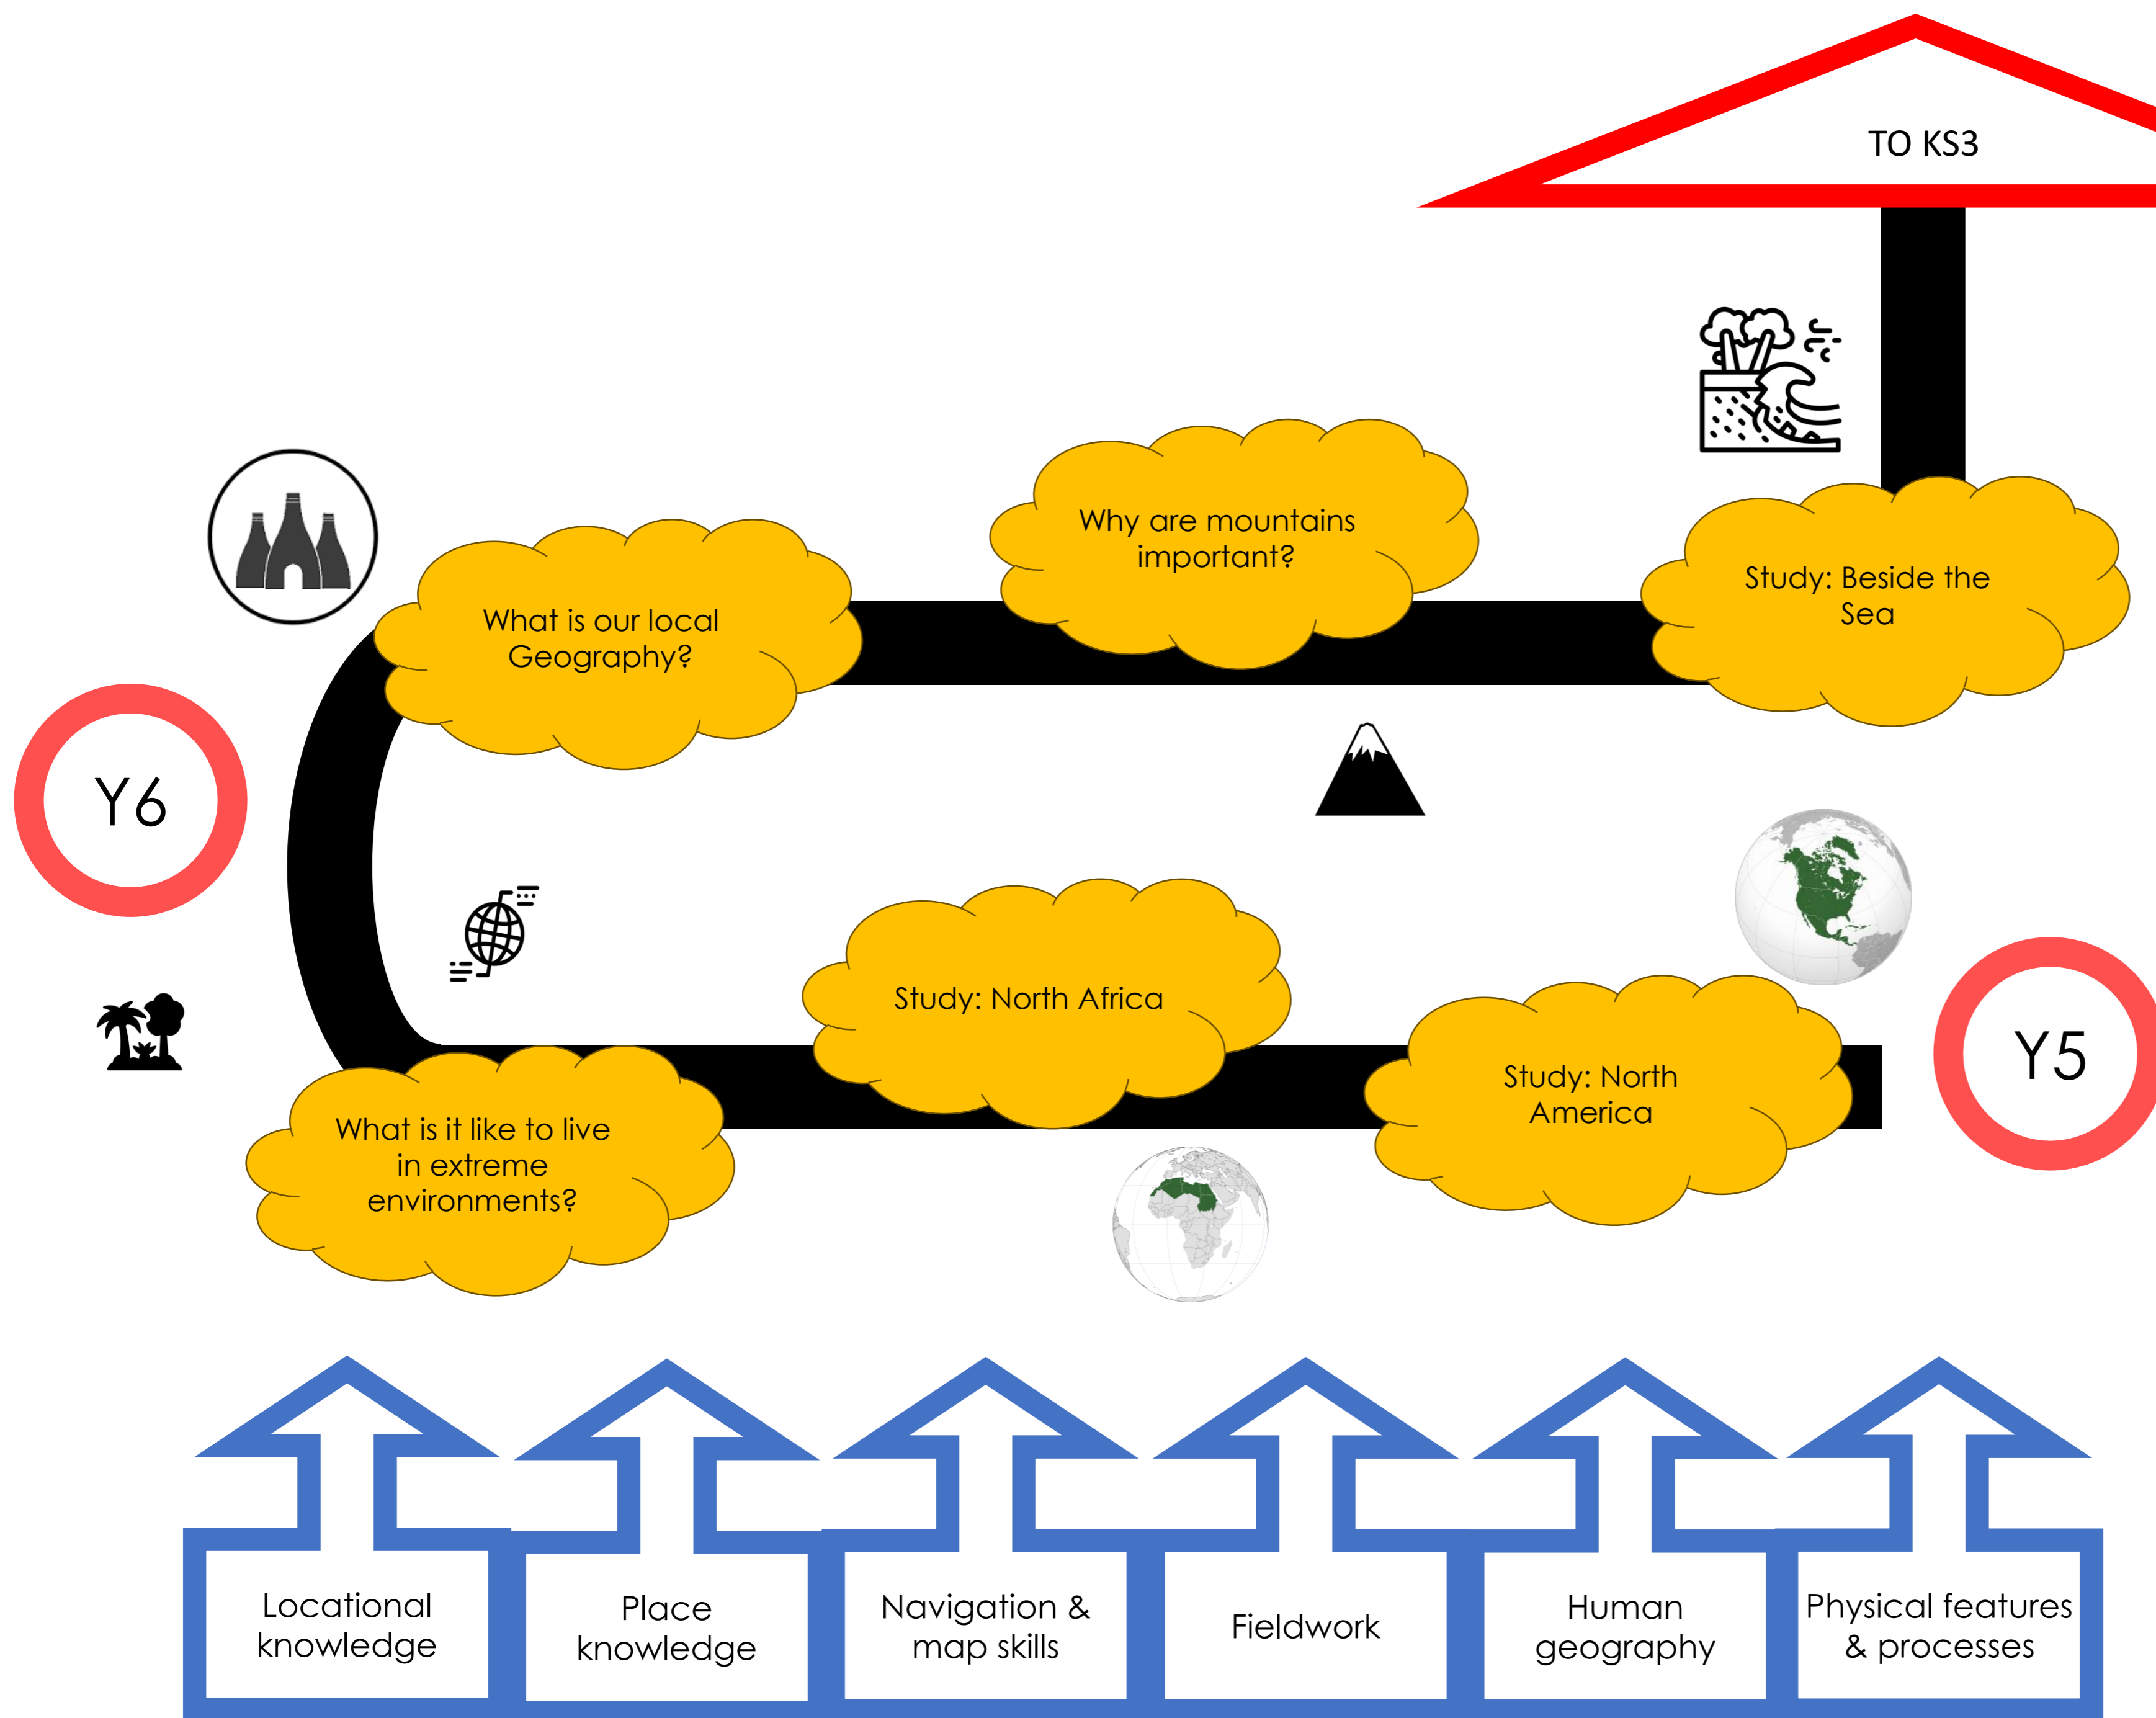 TO KS3
Why are mountains
important?
Study: Beside the
Sea
What is our local
Geography?
Y6
Study: North Africa
Y5
Study: North
America
What is it like to live
in extreme
environments?
Locational
knowledge
Place
knowledge
Navigation &
map skills
Fieldwork
Human
geography
Physical features
& processes